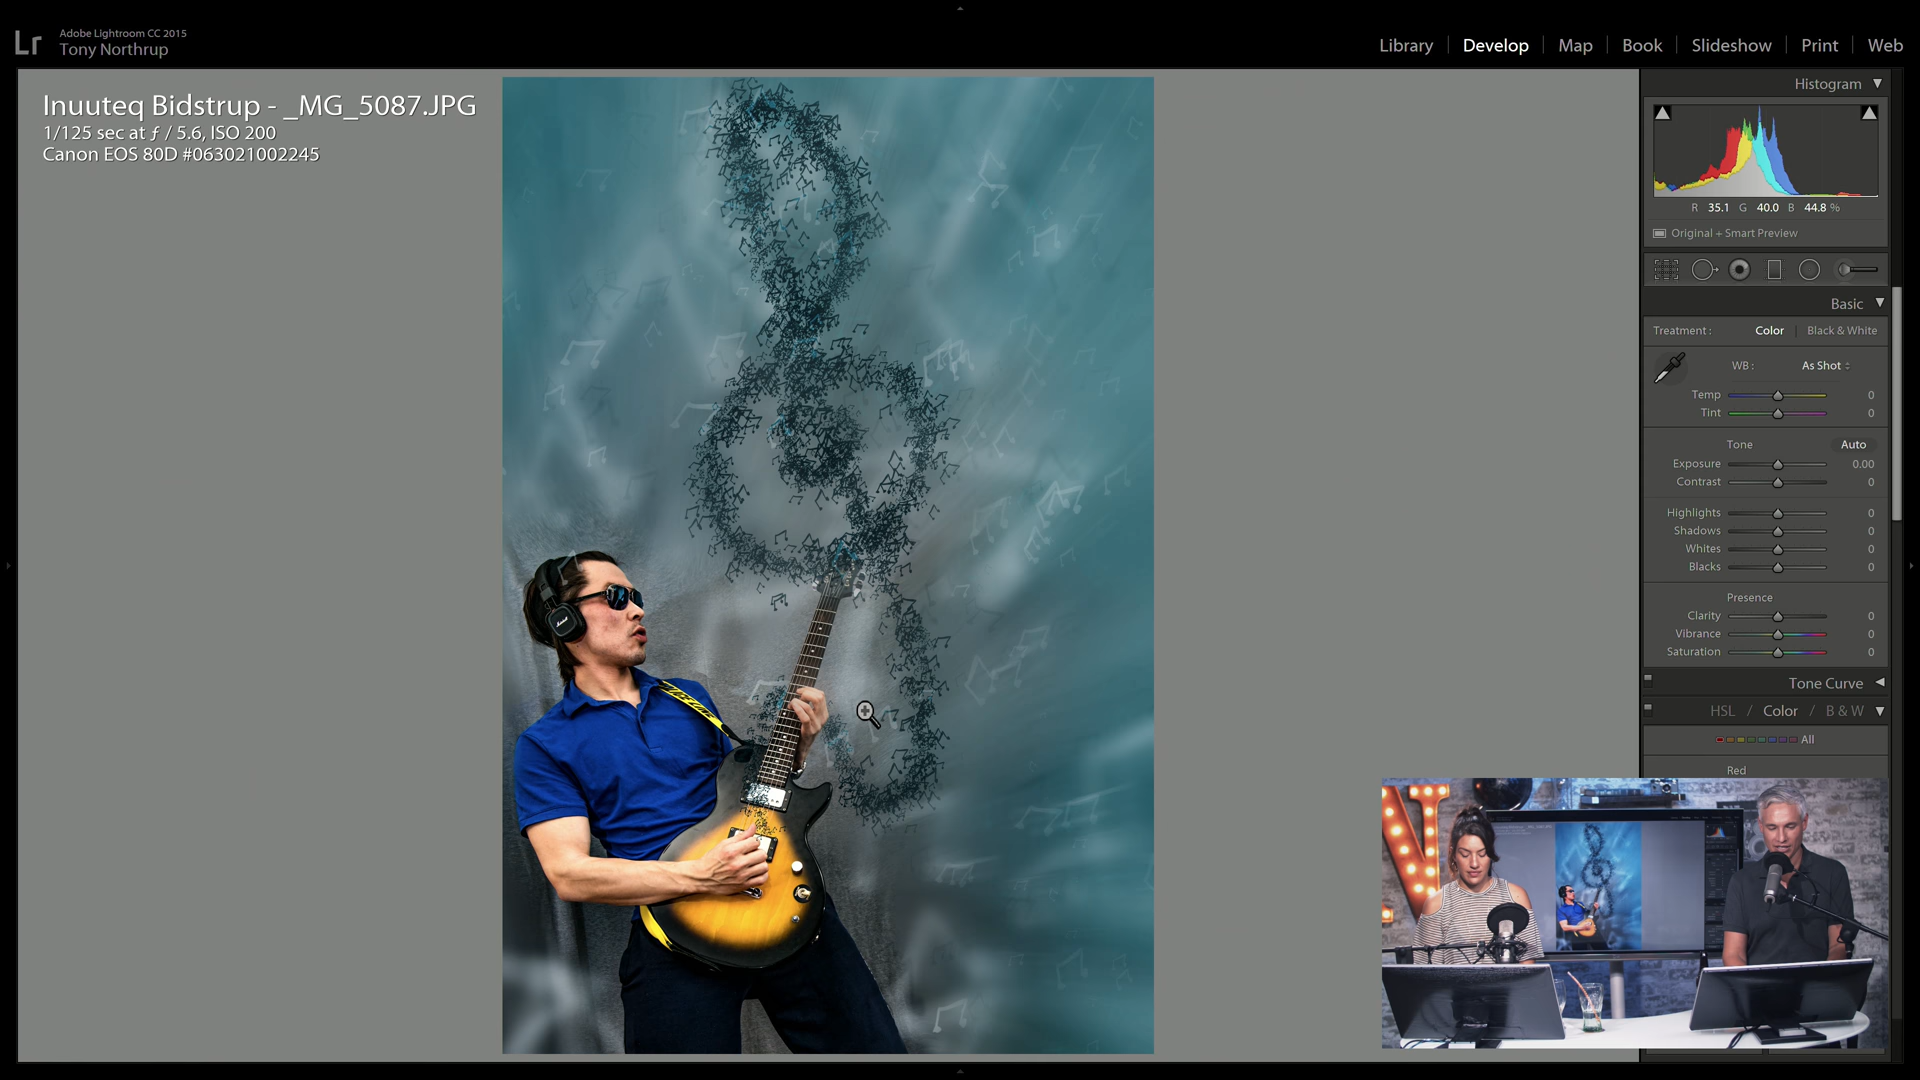 Lr
Adobe Lightroom CC 2015
Tony Northrup
Library
Develop
Map
Book
Slideshow
Print
Web
Inuuteq Bidstrup - _MG_5087.JPG
1/125 sec at ƒ / 5.6, ISO 200
Canon EOS 80D #063021002245
Histogram
R 35.1 G 40.0 B 44.8 %
Original + Smart Preview
Basic
Treatment : Color Black & White
WB : As Shot
Temp 0
Tint 0
Tone Auto
Exposure 0.00
Contrast 0
Highlights 0
Shadows 0
Whites 0
Blacks 0
Presence
Clarity 0
Vibrance 0
Saturation 0
Tone Curve
HSL / Color / B & W
All
Red
Marshall
N